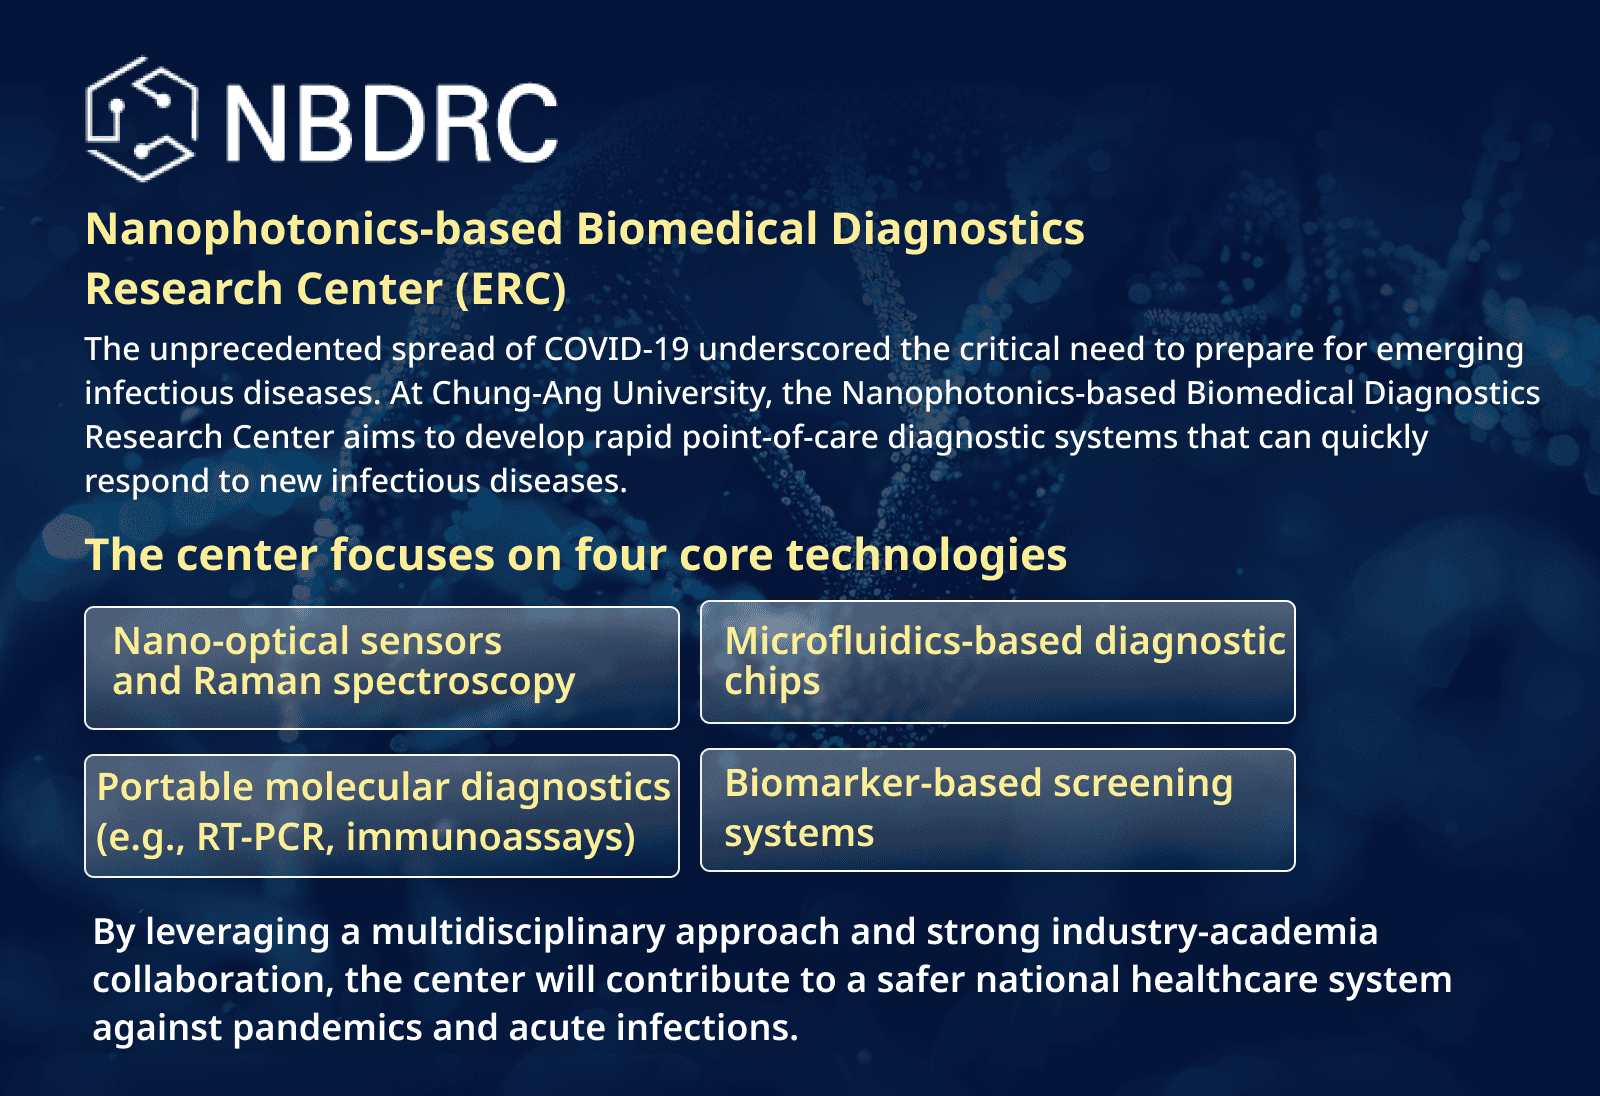 NBDRC
Nanophotonics-based Biomedical Diagnostics
Research Center (ERC)
The unprecedented spread of COVID-19 underscored the critical need to prepare for emerging
infectious diseases. At Chung-Ang University, the Nanophotonics-based Biomedical Diagnostics
Research Center aims to develop rapid point-of-care diagnostic systems that can quickly
respond to new infectious diseases.
The center focuses on four core technologies
Nano-optical sensors
and Raman spectroscopy
Microfluidics-based diagnostic
chips
Portable molecular diagnostics
(e.g., RT-PCR, immunoassays)
Biomarker-based screening
systems
By leveraging a multidisciplinary approach and strong industry-academia
collaboration, the center will contribute to a safer national healthcare system
against pandemics and acute infections.